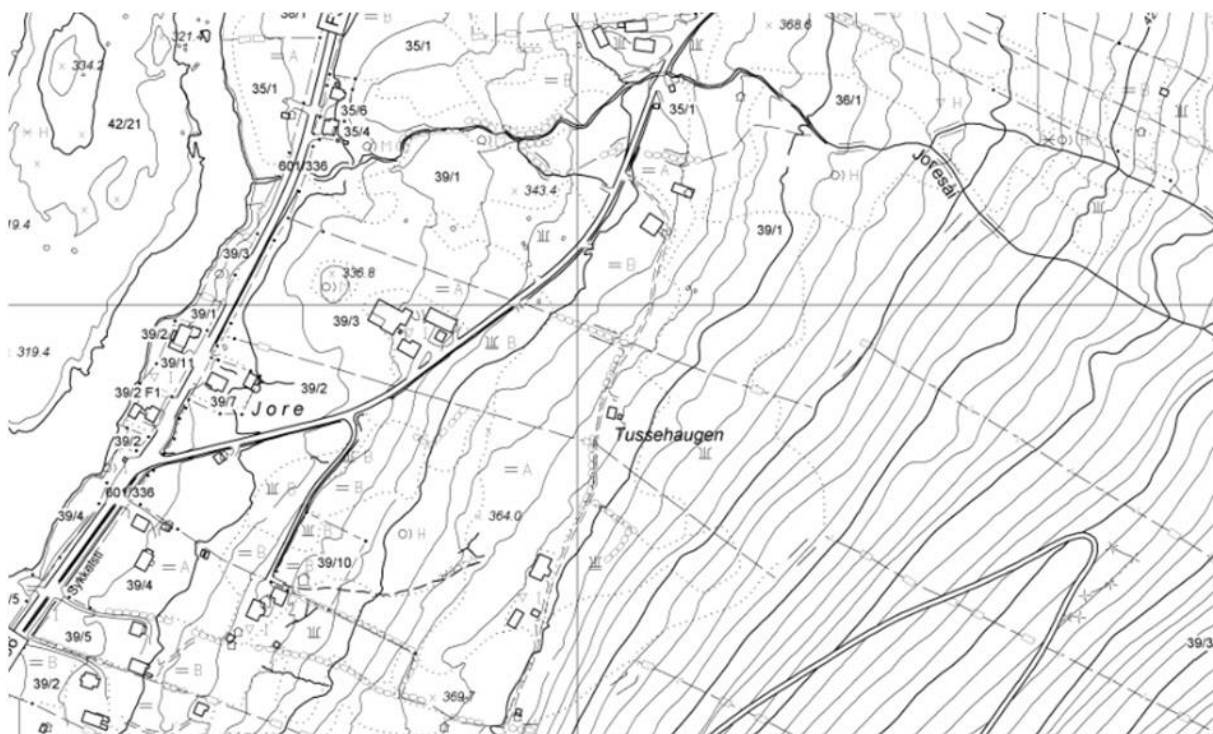 36/1
321.4
334.2
42/21
= A
35/1
F
= B
35/1
35/6
35/4
M
601/336
39/1
343.4
368.6
35/1
36/1
H
= B
H
Joresåi
= A
H
39/1
= B
39/3
336.8
M
39/3
= A
= B
39/1
39/2
39/11
319.4
39/2 F1
39/7
Jore
39/2
39/2
Tussehaugen
= A
364.0
601/336
39/4
Sykkelsti
39/4
= A
= B
= B
B
B
H
39/10
39/5
= B
39/2
= B
= B
369.7
39/3